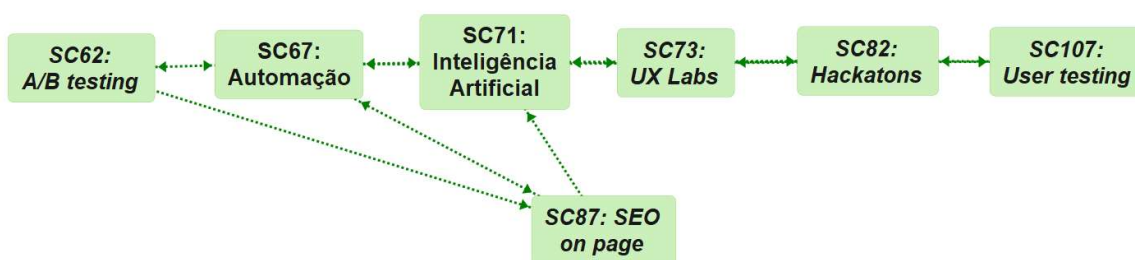 SC62:
A/B testing
SC67:
Automação
SC71:
Inteligência
Artificial
SC73:
UX Labs
SC82:
Hackatons
SC107:
User testing
SC87: SEO
on page